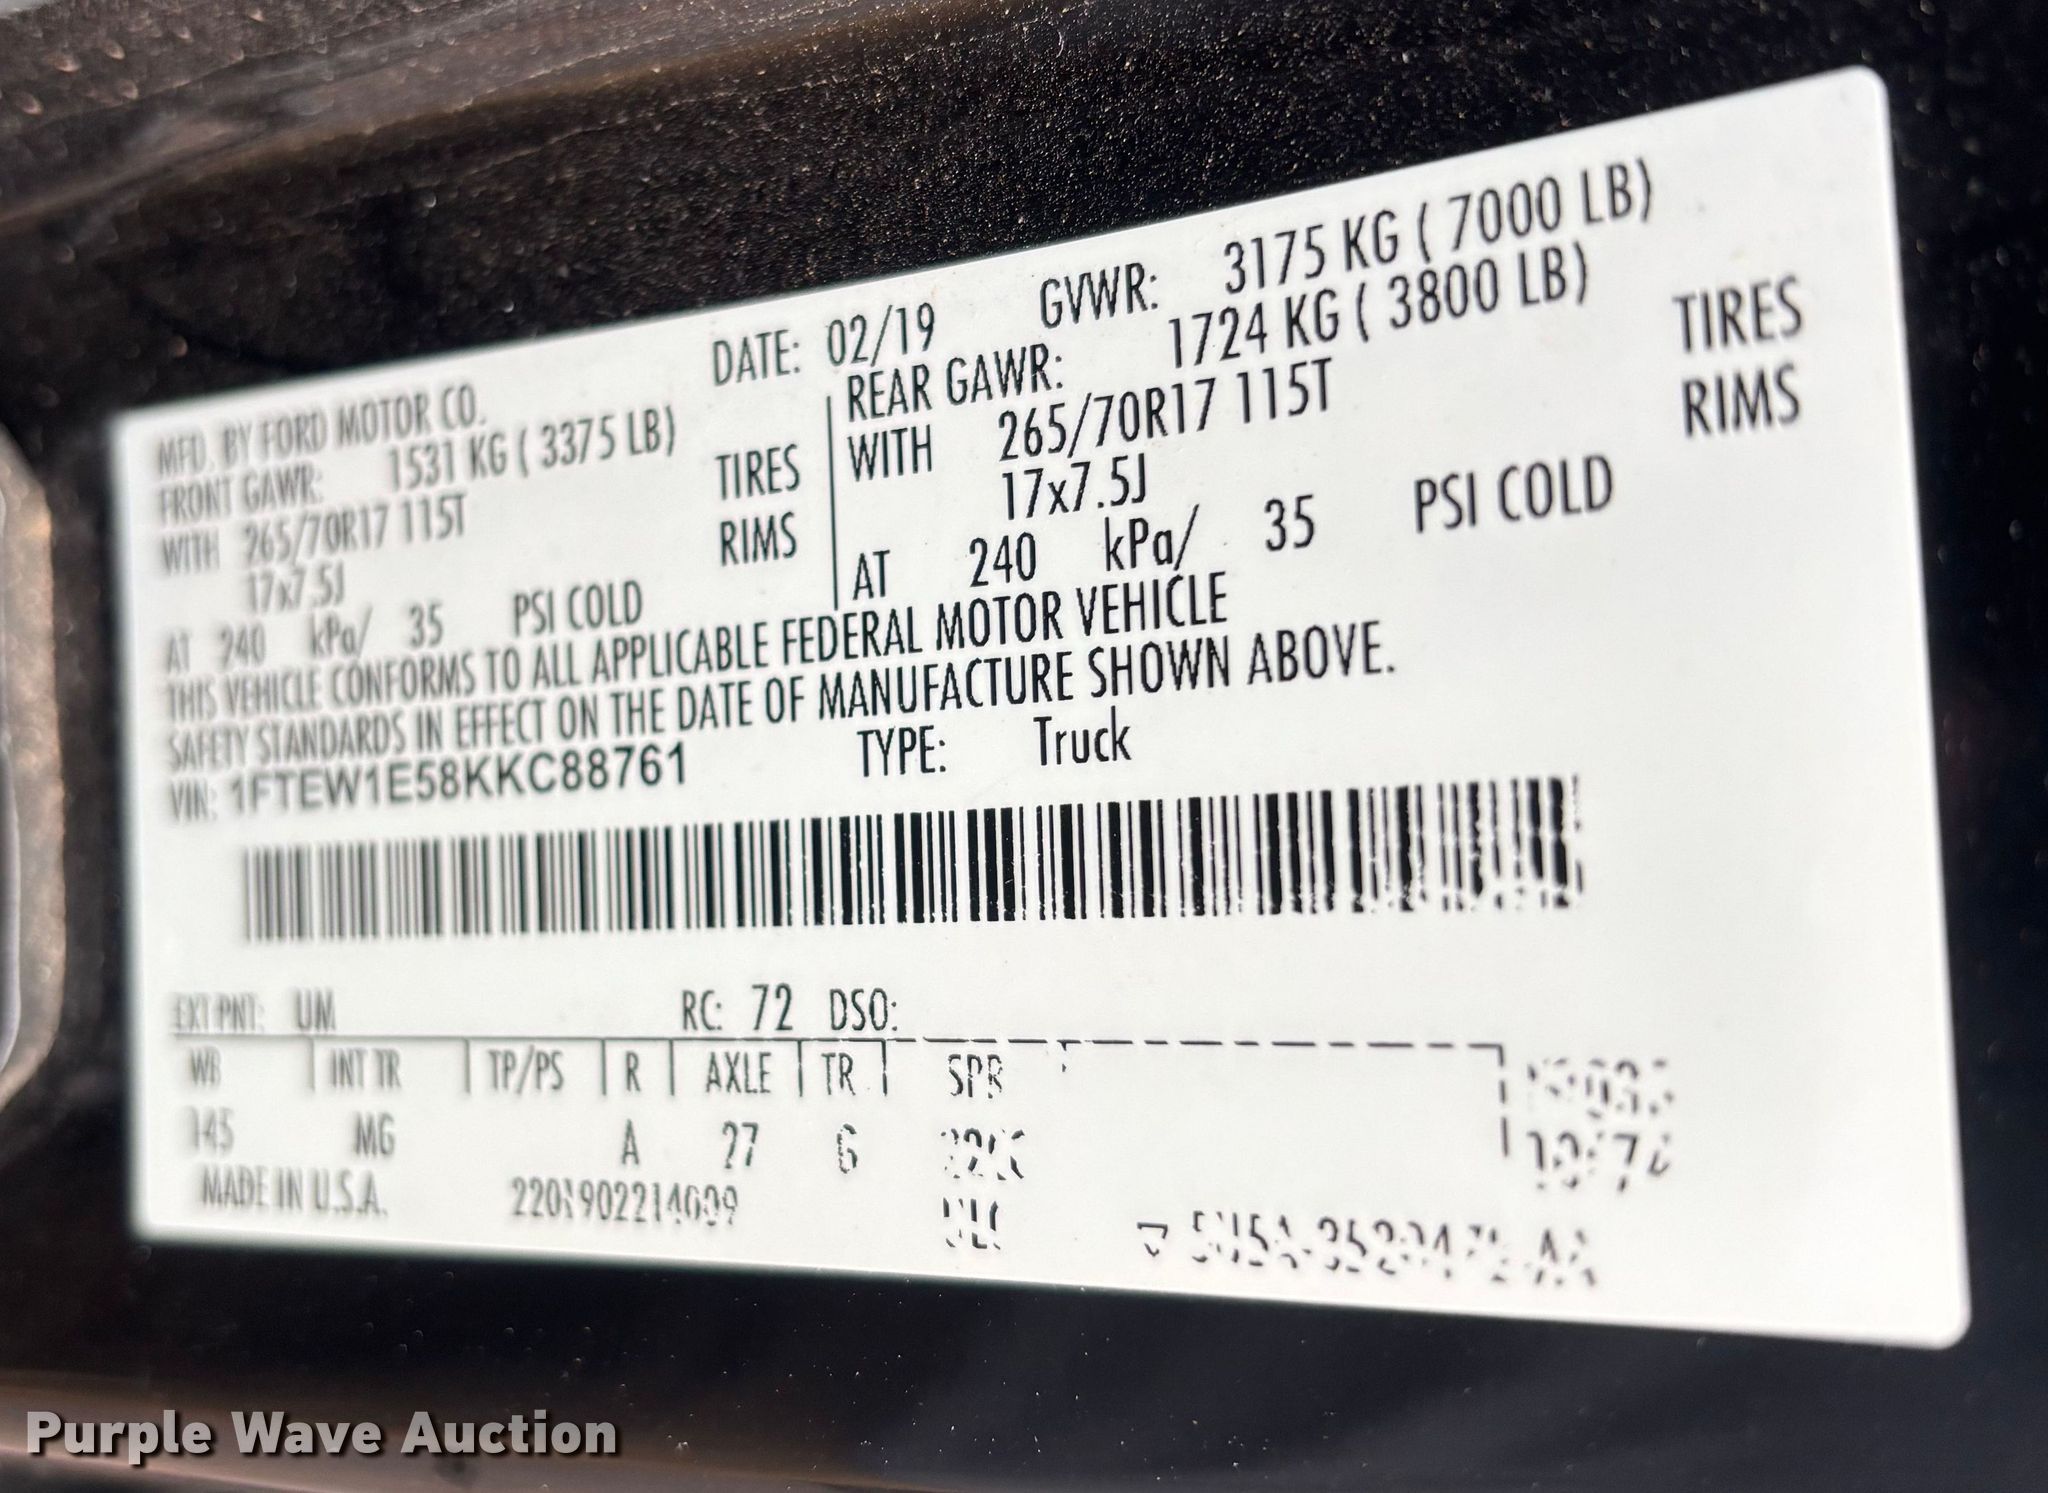 MFD. BY FORD MOTOR CO. DATE: 02/19 GVWR: 3175 KG ( 7000 LB)
FRONT GAWR: 1531 KG ( 3375 LB) REAR GAWR: 1724 KG ( 3800 LB)
WITH 265/70R17 115T TIRES WITH 265/70R17 115T TIRES
17x7.5J RIMS 17x7.5J RIMS
AT 240 kPa/ 35 PSI COLD AT 240 kPa/ 35 PSI COLD
THIS VEHICLE CONFORMS TO ALL APPLICABLE FEDERAL MOTOR VEHICLE
SAFETY STANDARDS IN EFFECT ON THE DATE OF MANUFACTURE SHOWN ABOVE.
VIN: 1FTEW1E58KKC88761 TYPE: Truck
EXT PNT: UM RC: 72 DSO:
WB INT TR TP/PS R AXLE TR SPR
145 MG A 27 6
MADE IN U.S.A.
Purple Wave Auction